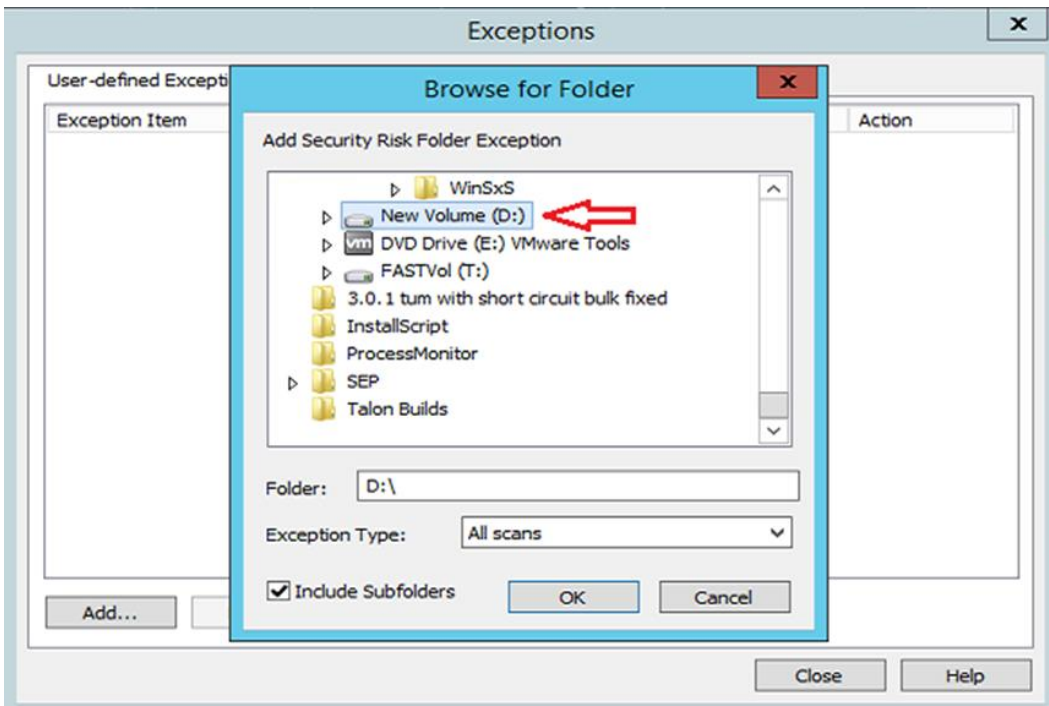 Exceptions
x
User-defined Excepti
Exception Item
Action
Browse for Folder
x
Add Security Risk Folder Exception
WinSxS
New Volume (D:)
vm DVD Drive (E:) VMware Tools
FASTVol (T:)
3.0.1 tum with short circuit bulk fixed
InstallScript
ProcessMonitor
SEP
Talon Builds
Folder: D:\
Exception Type: All scans
Include Subfolders
OK Cancel
Add...
Close Help